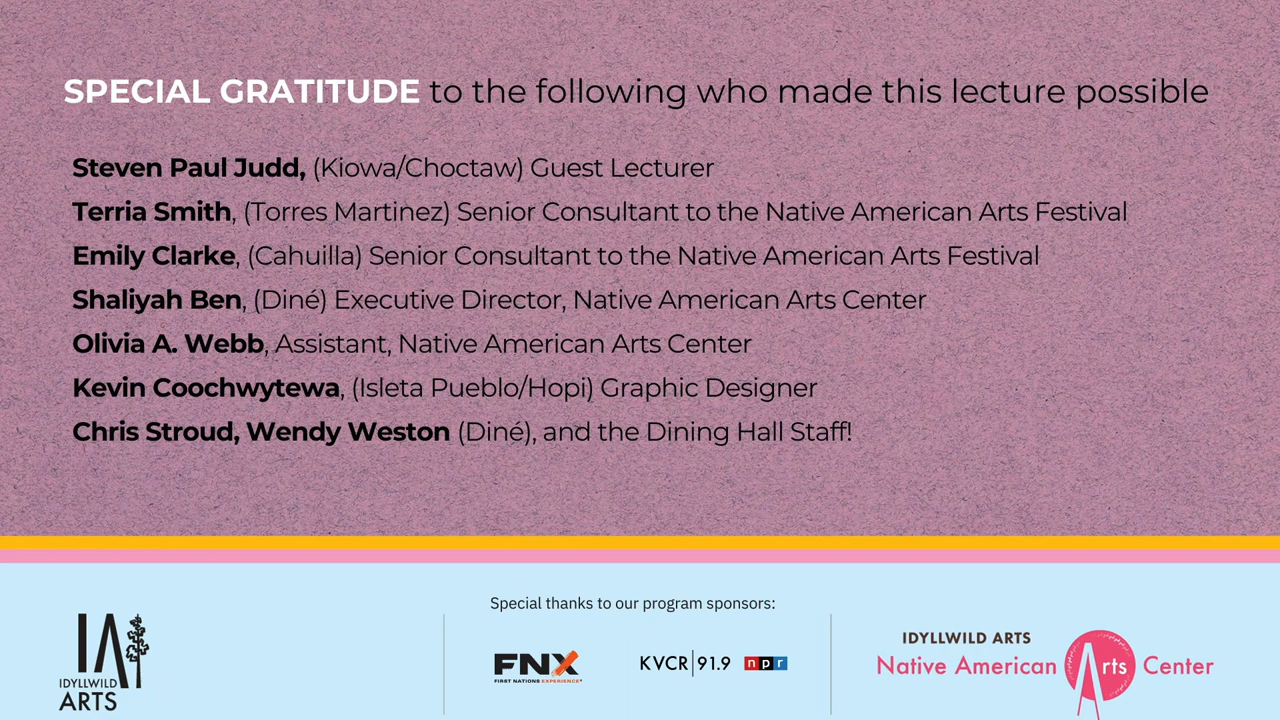 SPECIAL GRATITUDE to the following who made this lecture possible
Steven Paul Judd, (Kiowa/Choctaw) Guest Lecturer
Terria Smith, (Torres Martinez) Senior Consultant to the Native American Arts Festival
Emily Clarke, (Cahuilla) Senior Consultant to the Native American Arts Festival
Shaliyah Ben, (Diné) Executive Director, Native American Arts Center
Olivia A. Webb, Assistant, Native American Arts Center
Kevin Coochwytewa, (Isleta Pueblo/Hopi) Graphic Designer
Chris Stroud, Wendy Weston (Diné), and the Dining Hall Staff!
Special thanks to our program sponsors:
IA
IDYLLWILD
ARTS
FNX
FIRST NATIONS EXPERIENCE
KVCR 91.9 npr
IDYLLWILD ARTS
Native American Arts Center